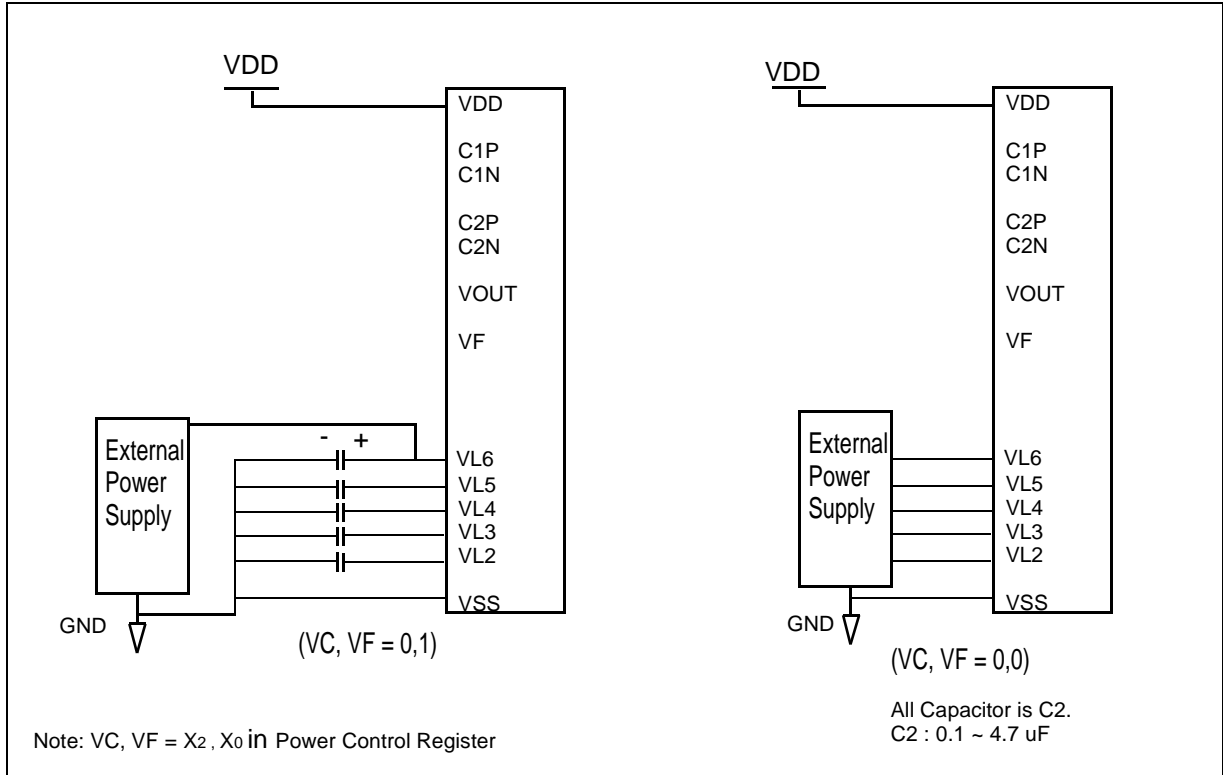 VDD
VDD
C1P
C1N
C2P
C2N
VOUT
VF
External
Power
Supply
- +
VL6
VL5
VL4
VL3
VL2
VSS
GND
(VC, VF = 0,1)
Note: VC, VF = X2 , X0 in Power Control Register
VDD
VDD
C1P
C1N
C2P
C2N
VOUT
VF
External
Power
Supply
VL6
VL5
VL4
VL3
VL2
VSS
GND
(VC, VF = 0,0)
All Capacitor is C2.
C2 : 0.1 ~ 4.7 uF